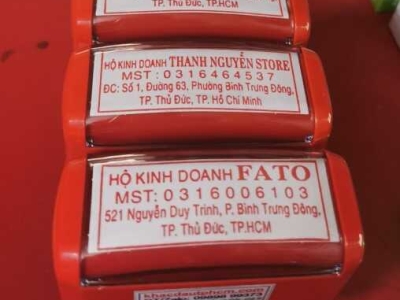 TP. Thủ Đức, TP.HCM
HỘ KINH DOANH THANH NGUYỄN STORE
MST: 0316464537
ĐC: Số 1, Đường 63, Phường Bình Trưng Đông,
TP. Thủ Đức, TP. Hồ Chí Minh
HỘ KINH DOANH FATO
MST: 0316006103
521 Nguyễn Duy Trinh, P. Bình Trưng Đông,
TP. Thủ Đức, TP.HCM
khacdautphcm.com